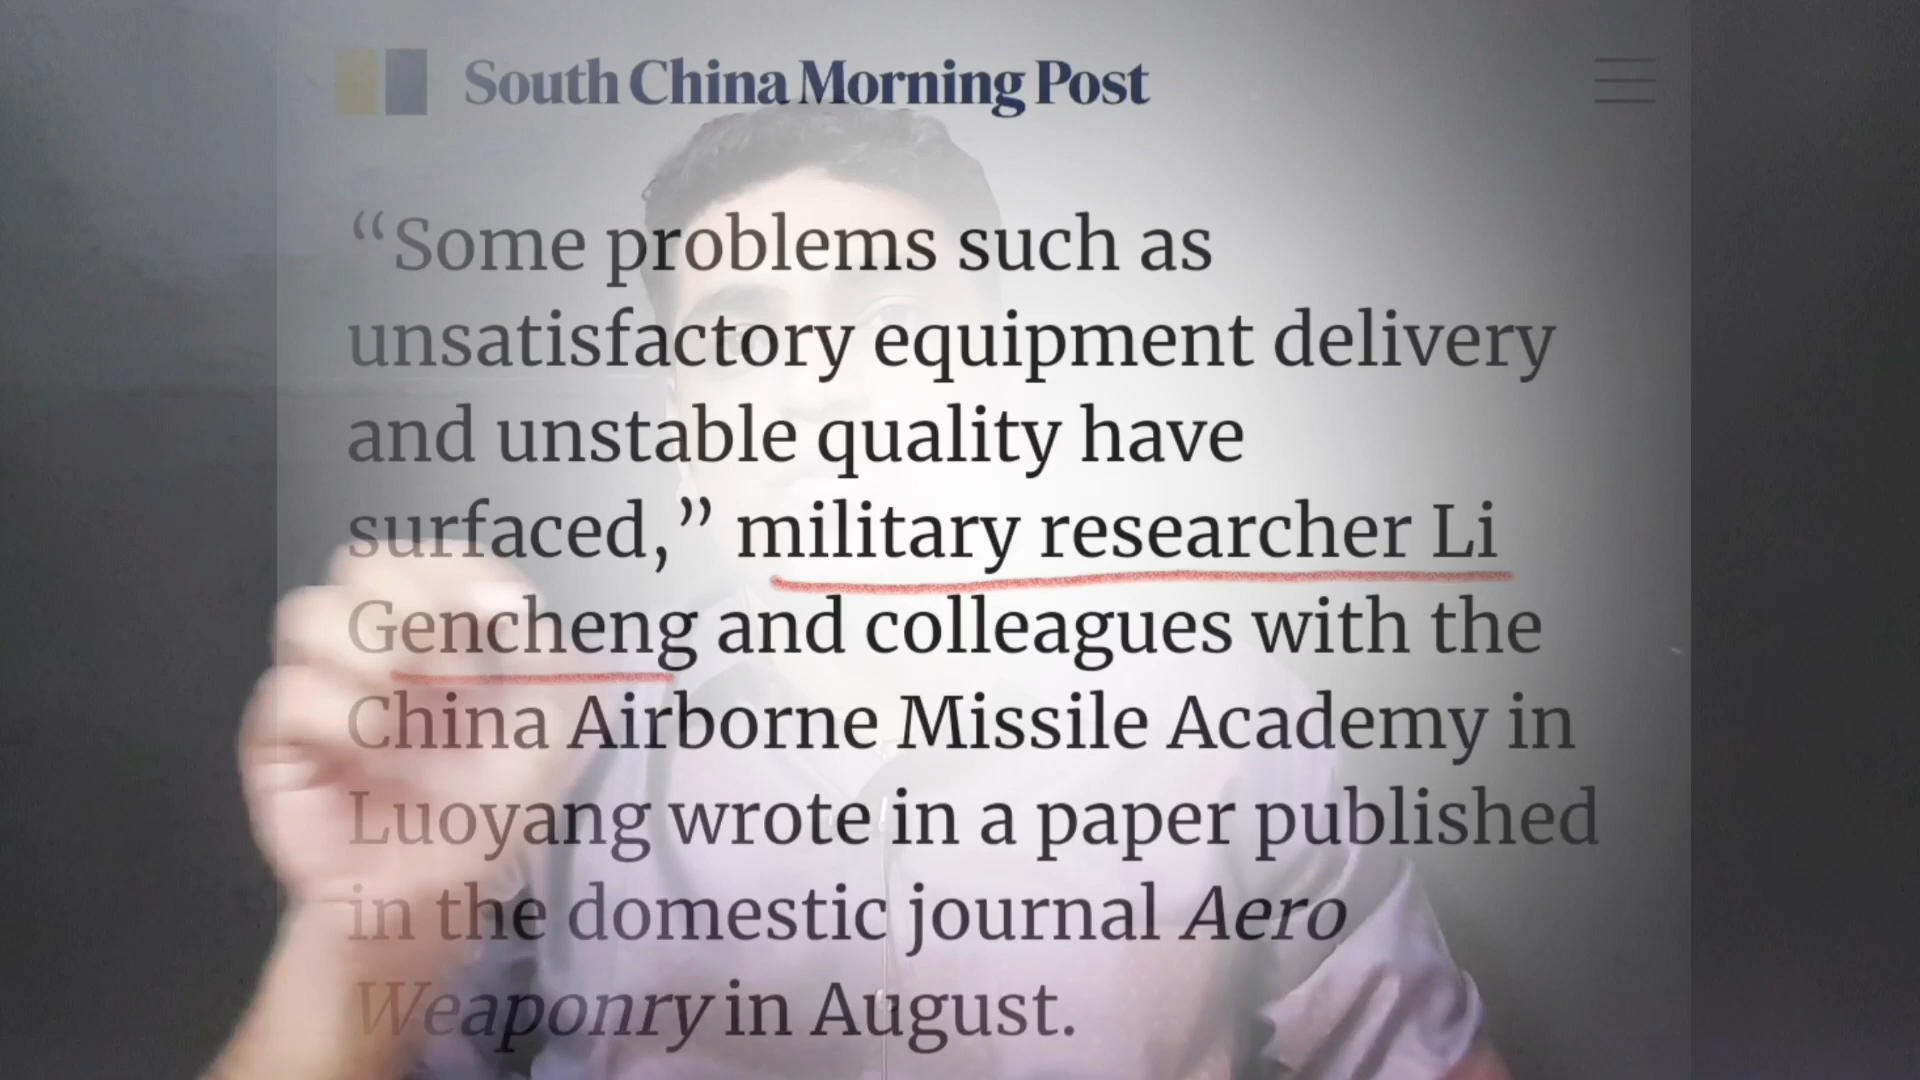 South China Morning Post
“Some problems such as
unsatisfactory equipment delivery
and unstable quality have
surfaced,” military researcher Li
Gencheng and colleagues with the
China Airborne Missile Academy in
Luoyang wrote in a paper published
in the domestic journal Aero
Weaponry in August.